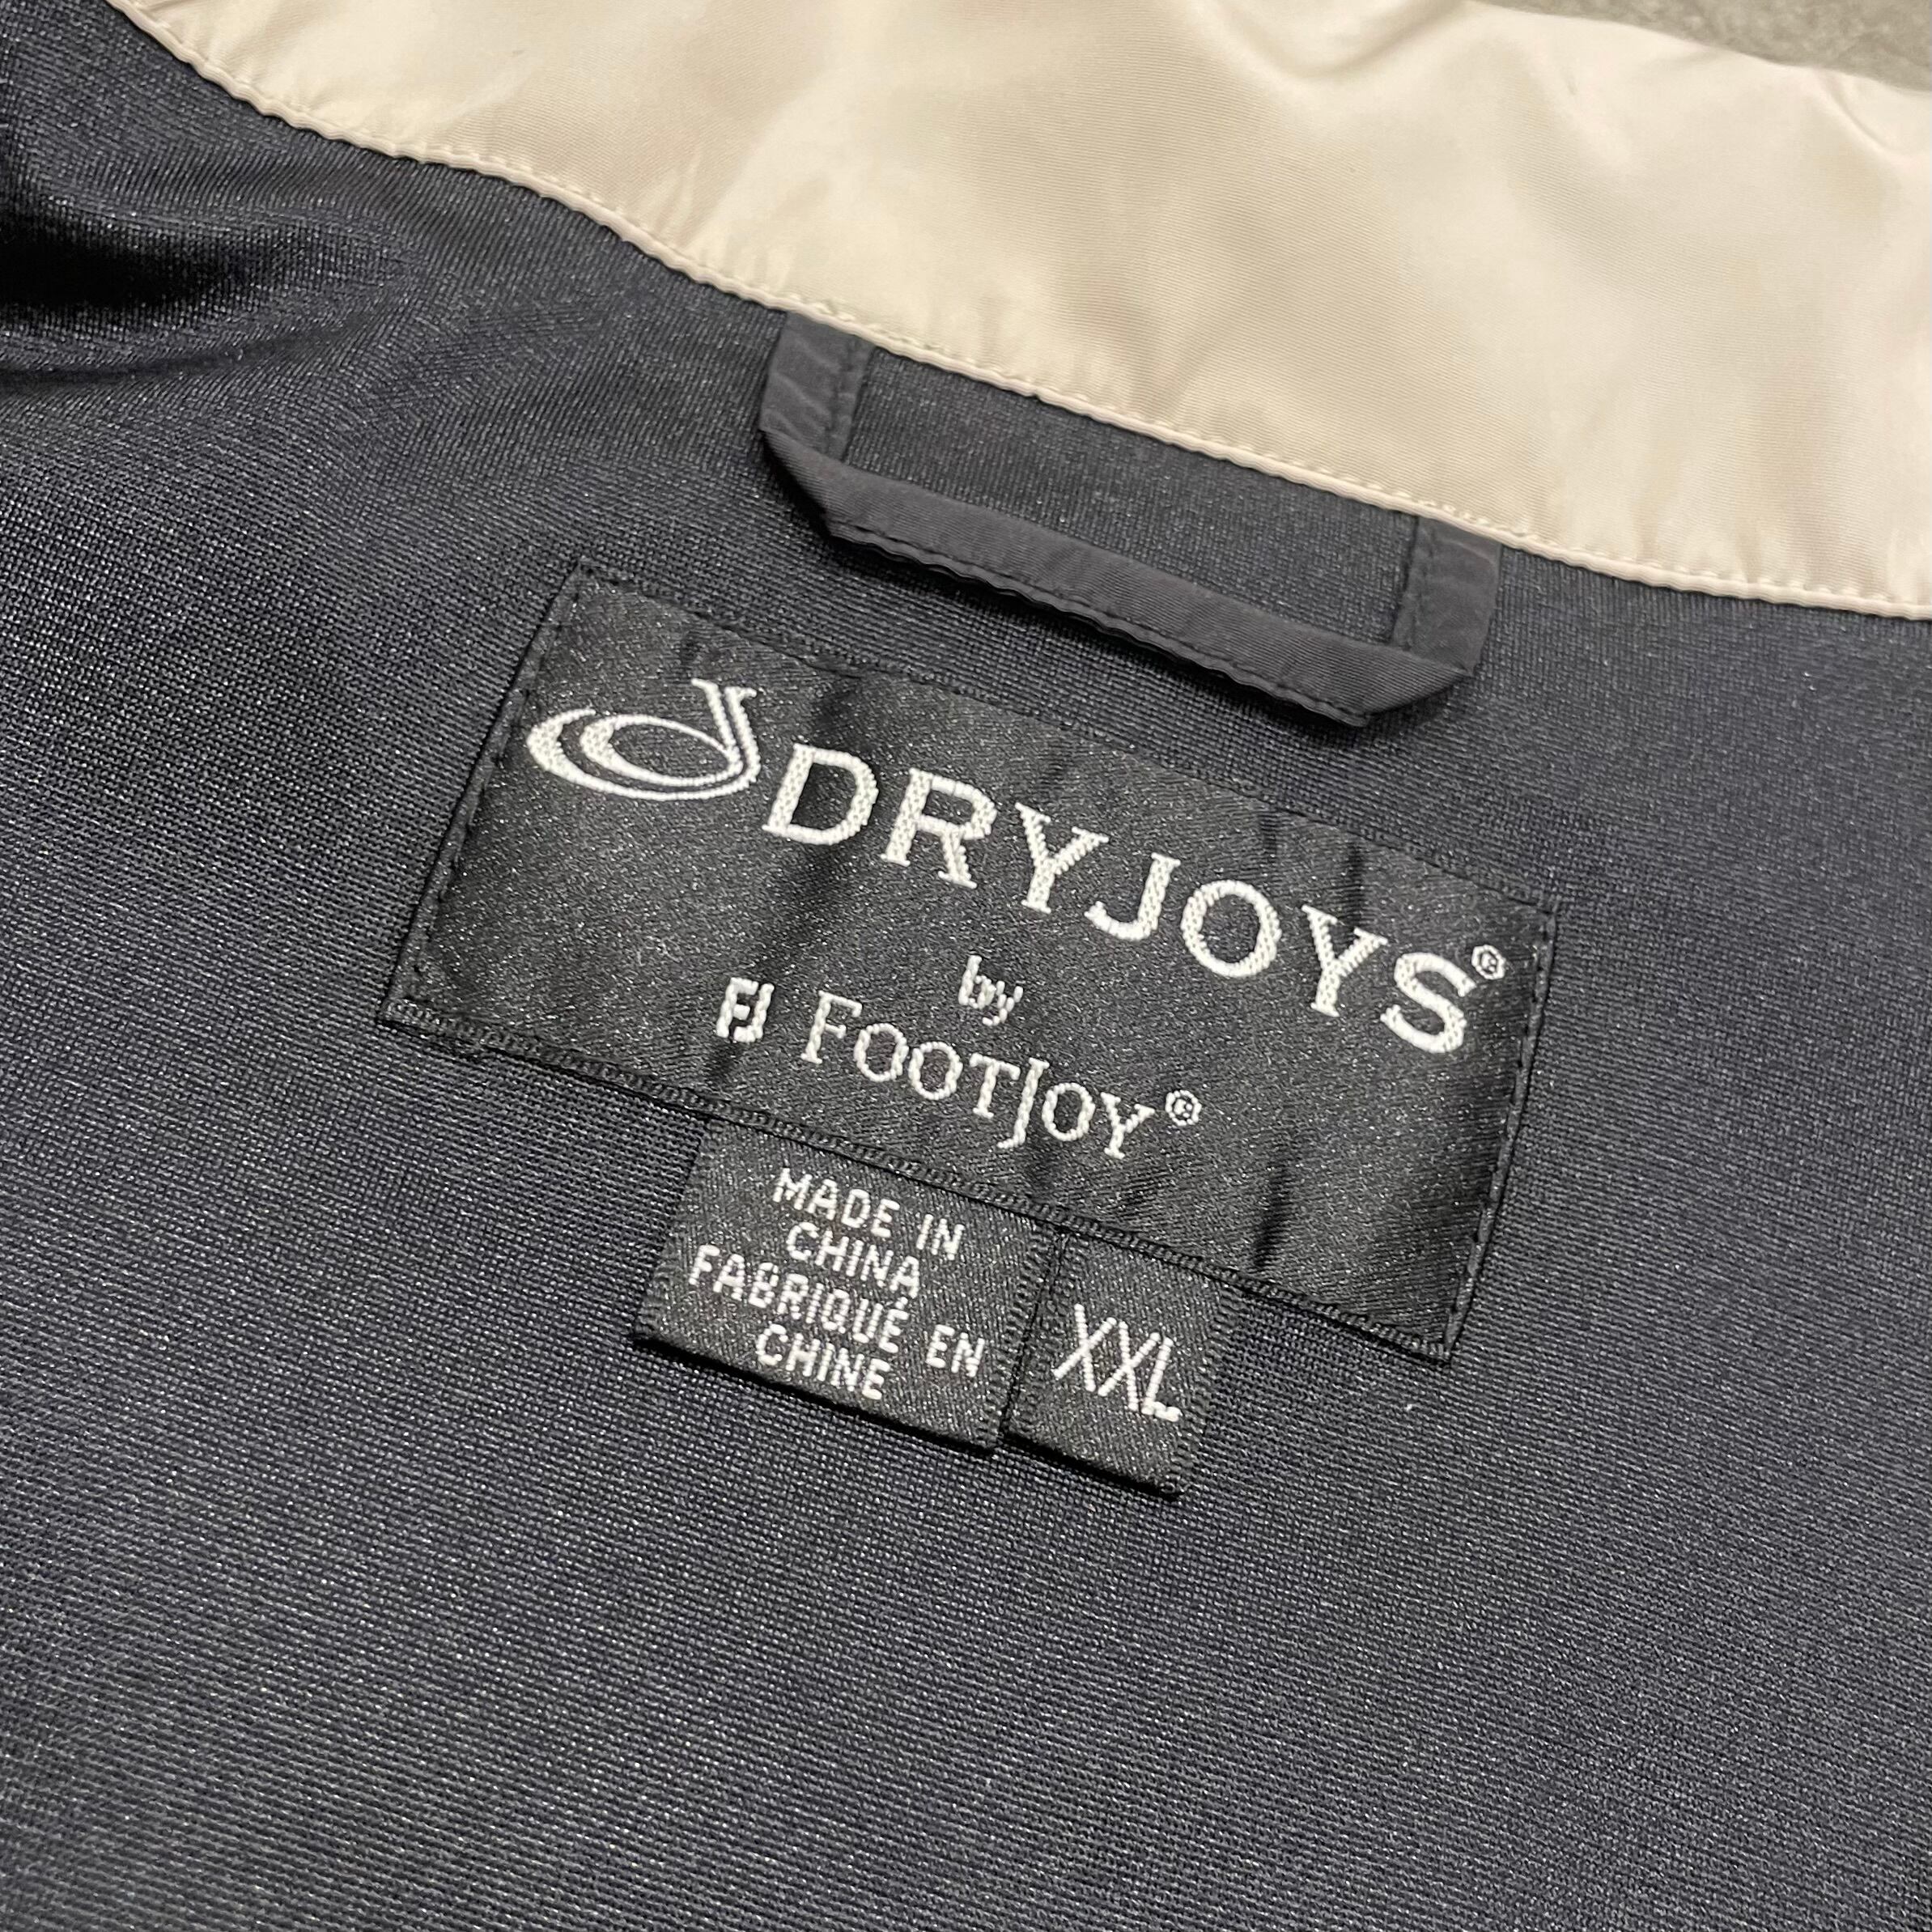 DRYJOYS®
by
FJ FOOTJOY®
MADE IN
CHINA
FABRIQUÉ EN
CHINE
XXL